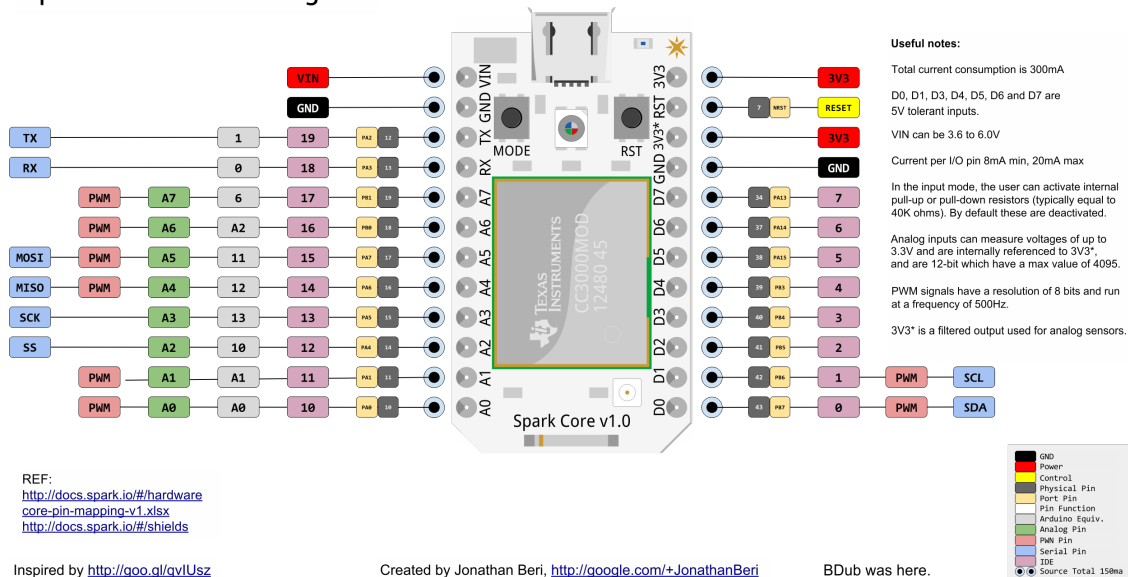 Useful notes:
Total current consumption is 300mA
D0, D1, D3, D4, D5, D6 and D7 are
5V tolerant inputs.
VIN can be 3.6 to 6.0V
Current per I/O pin 8mA min, 20mA max
In the input mode, the user can activate internal
pull-up or pull-down resistors (typically equal to
40K ohms). By default these are deactivated.
Analog inputs can measure voltages of up to
3.3V and are internally referenced to 3V3*,
and are 12-bit which have a max value of 4095.
PWM signals have a resolution of 8 bits and run
at a frequency of 500Hz.
3V3* is a filtered output used for analog sensors.
VIN
GND
TX 1 19 PA2 12
RX 0 18 PA3 13
PWM A7 6 17 PB1 19
PWM A6 A2 16 PB0 18
MOSI PWM A5 11 15 PA7 17
MISO PWM A4 12 14 PA6 16
SCK A3 13 13 PA5 15
SS A2 10 12 PA4 14
PWM A1 A1 11 PA1 11
PWM A0 A0 10 PA0 10
VIN
GND
TX
RX
A7
A6
A5
A4
A3
A2
A1
A0
MODE
RST
TEXAS
INSTRUMENTS
CC3000MOD
12480 45
Spark Core v1.0
3V3
RST
3V3*
GND
D7
D6
D5
D4
D3
D2
D1
D0
3V3
7 NRST RESET
3V3
GND
34 PA13 7
37 PA14 6
38 PA15 5
39 PB3 4
40 PB4 3
41 PB5 2
42 PB6 1 PWM SCL
43 PB7 0 PWM SDA
GND
Power
Control
Physical Pin
Port Pin
Pin Function
Arduino Equiv.
Analog Pin
PWN Pin
Serial Pin
IDE
Source Total 150ma
REF:
http://docs.spark.io/#/hardware
core-pin-mapping-v1.xlsx
http://docs.spark.io/#/shields
Inspired by http://goo.gl/qvIUsz
Created by Jonathan Beri, http://google.com/+JonathanBeri
BDub was here.